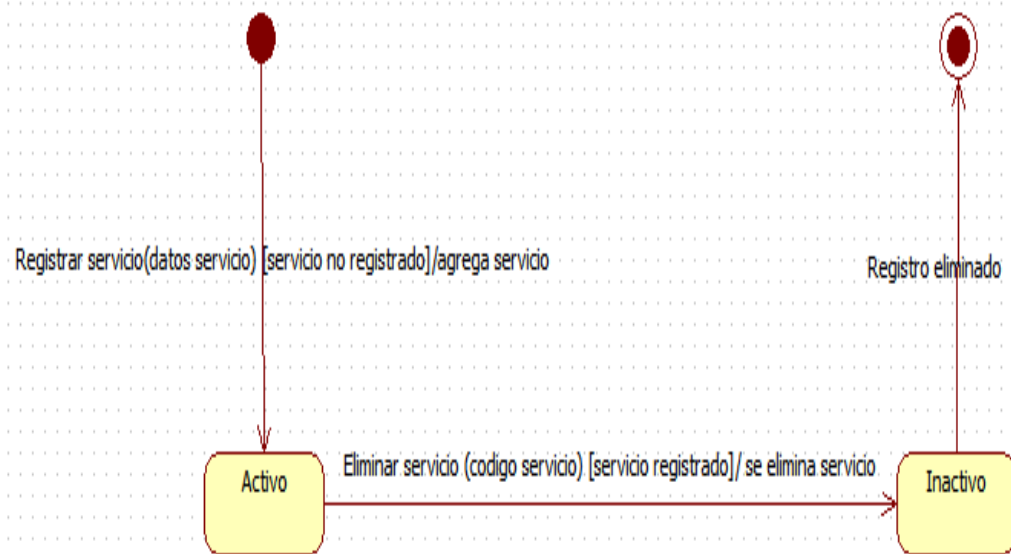 Registrar servicio(datos servicio) [servicio no registrado]/agrega servicio
Registro eliminado
Activo
Eliminar servicio (codigo servicio) [servicio registrado]/ se elimina servicio
Inactivo